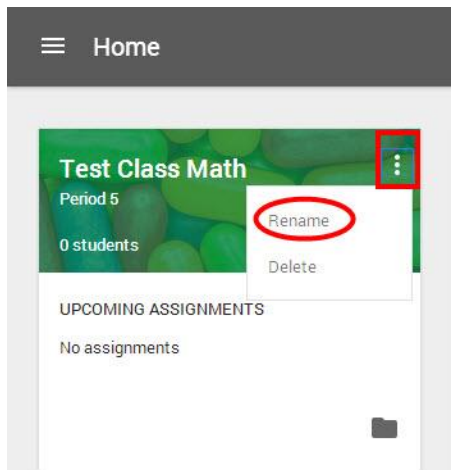 Home
Test Class Math
Period 5
0 students
Rename
Delete
UPCOMING ASSIGNMENTS
No assignments